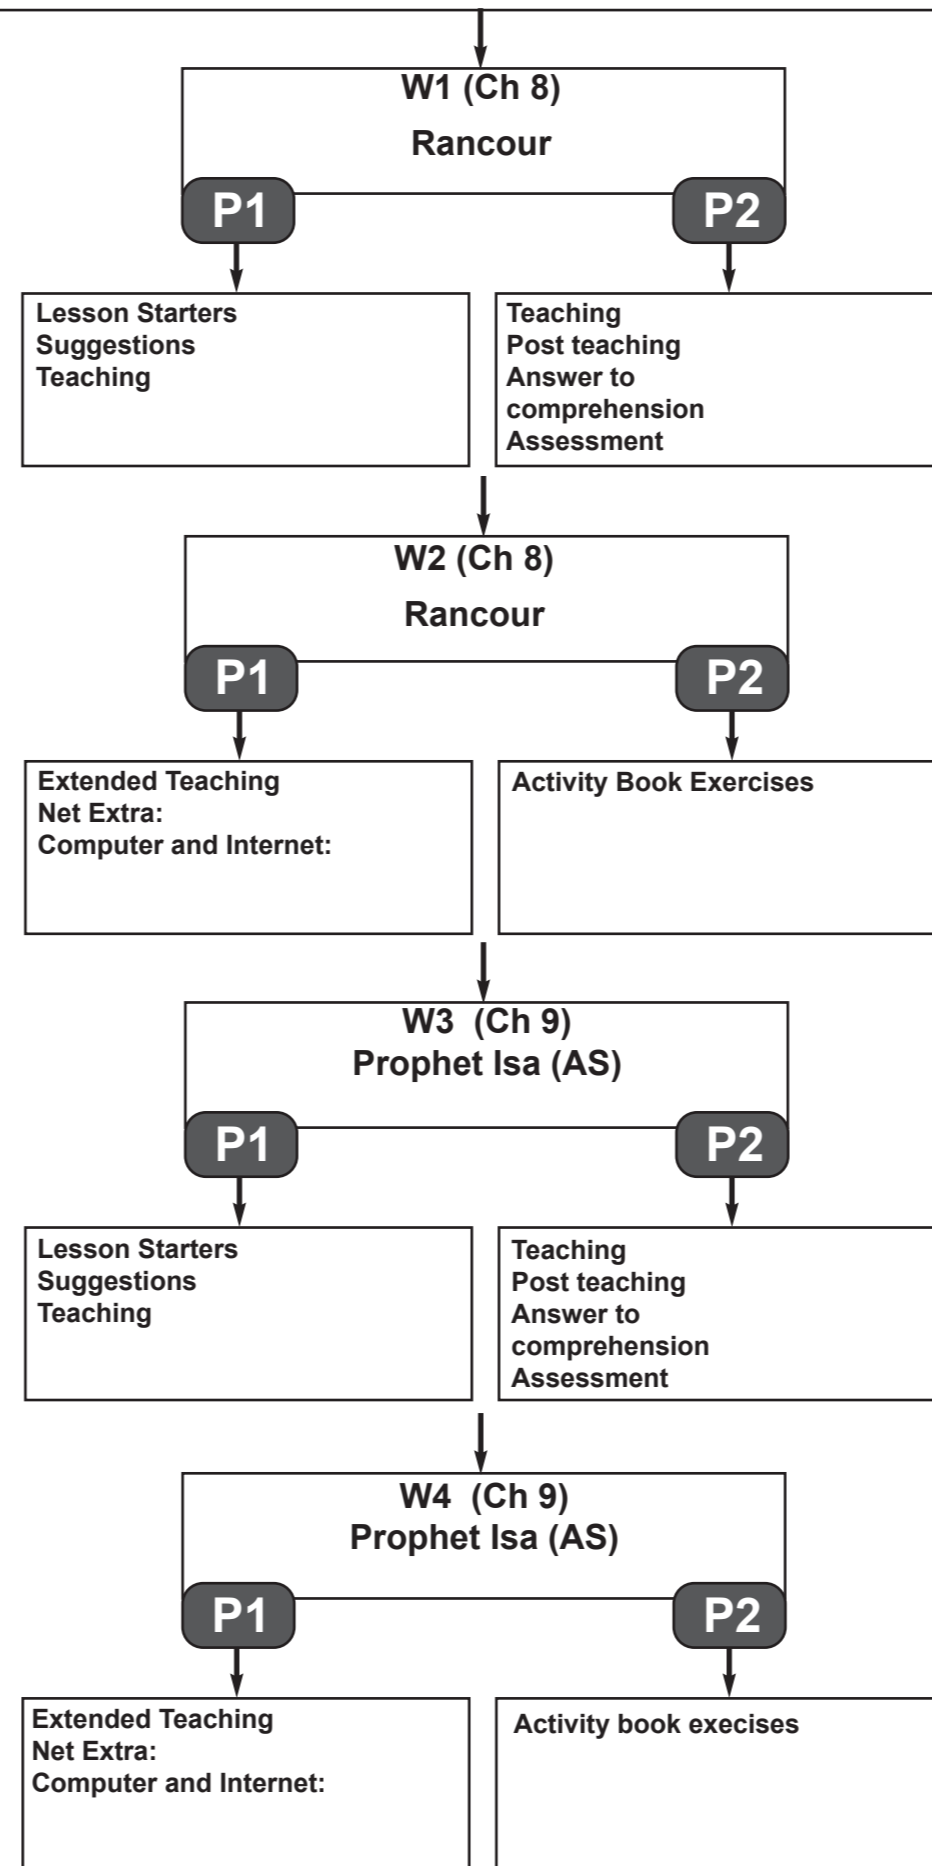 W1 (Ch 8)
Rancour
P1
P2
Lesson Starters
Suggestions
Teaching
Teaching
Post teaching
Answer to
comprehension
Assessment
W2 (Ch 8)
Rancour
P1
P2
Extended Teaching
Net Extra:
Computer and Internet:
Activity Book Exercises
W3 (Ch 9)
Prophet Isa (AS)
P1
P2
Lesson Starters
Suggestions
Teaching
Teaching
Post teaching
Answer to
comprehension
Assessment
W4 (Ch 9)
Prophet Isa (AS)
P1
P2
Extended Teaching
Net Extra:
Computer and Internet:
Activity book execises